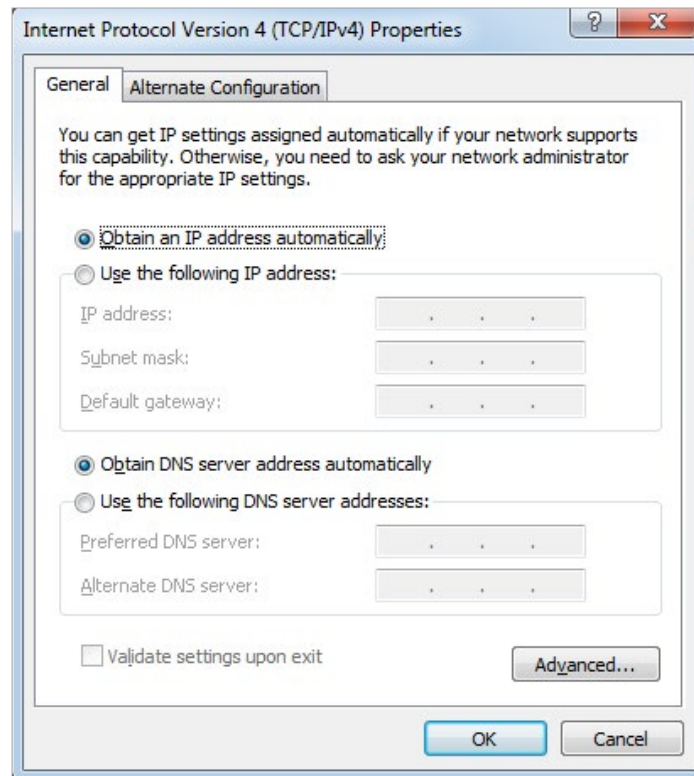 Internet Protocol Version 4 (TCP/IPv4) Properties
General
Alternate Configuration
You can get IP settings assigned automatically if your network supports
this capability. Otherwise, you need to ask your network administrator
for the appropriate IP settings.
Obtain an IP address automatically
Use the following IP address:
IP address:
Subnet mask:
Default gateway:
Obtain DNS server address automatically
Use the following DNS server addresses:
Preferred DNS server:
Alternate DNS server:
Validate settings upon exit
Advanced...
OK
Cancel